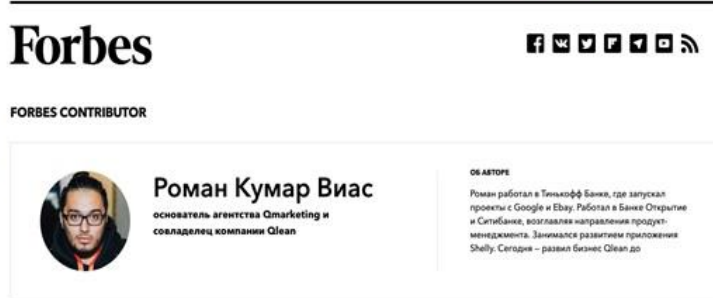 Forbes
FORBES CONTRIBUTOR
Роман Кумар Виас
основатель агентства Qmarketing и
совладелец компании Qlean
ОБ АВТОРЕ
Роман работал в Тинькофф Банке, где запускал
проекты с Google и Ebay. Работал в Банке Открытие
и Ситибанке, возглавляя направления продукт-
менеджмента. Занимался развитием приложения
Shelly. Сегодня – развил бизнес Qlean до